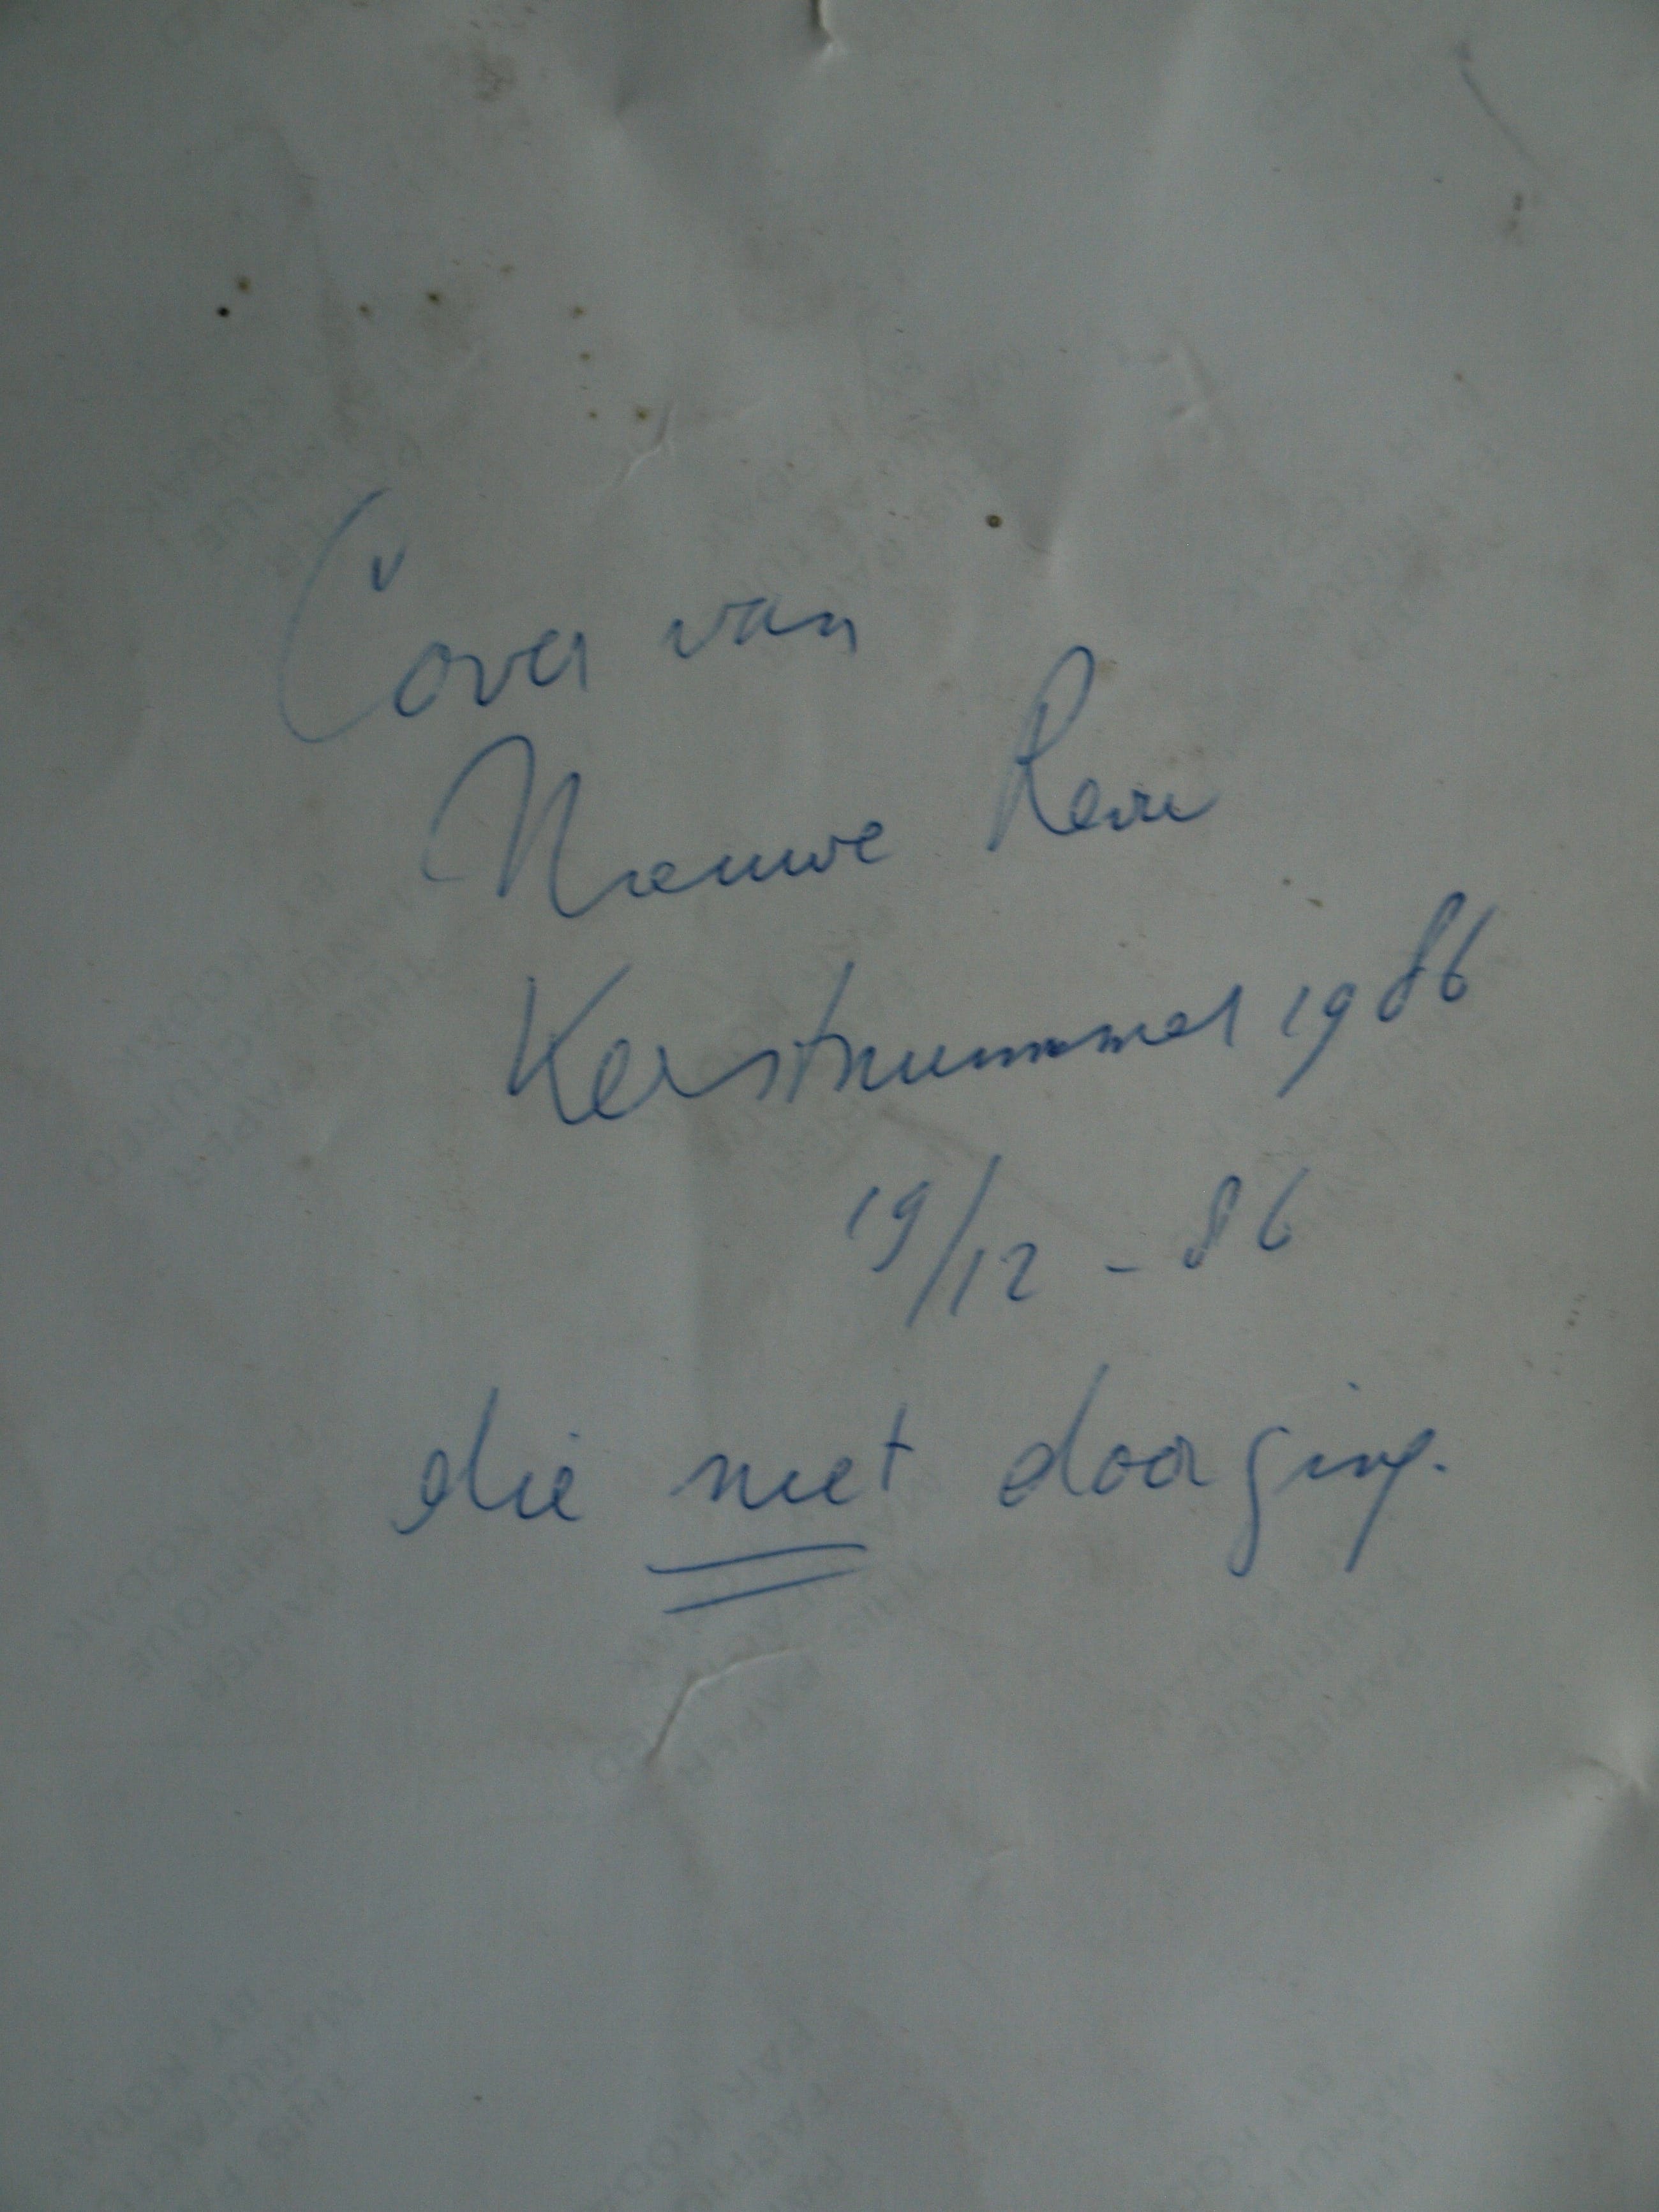 Cover van
Nieuwe Revu
Kerstnummer 1986
19/12 - 86
die niet doorging.